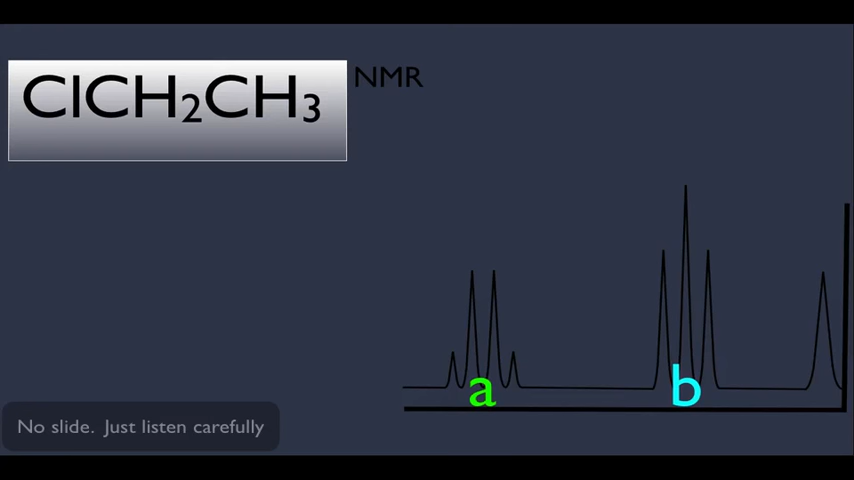 ClCH₂CH₃
NMR
a
b
No slide. Just listen carefully